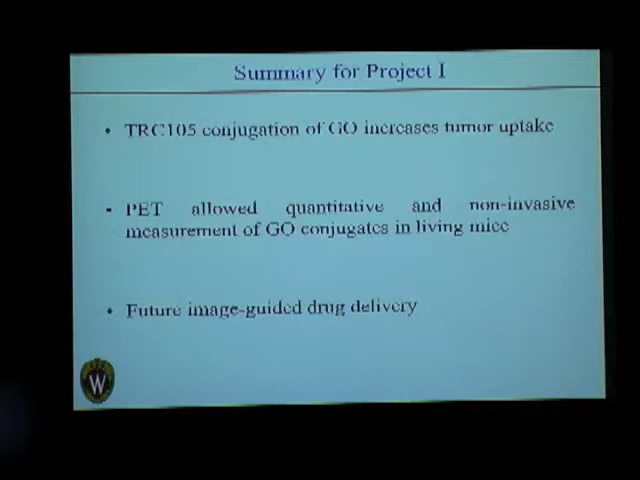 Summary for Project I
• TRC105 conjugation of GO increases tumor uptake
• PET allowed quantitative and non-invasive
measurement of GO conjugates in living mice
• Future image-guided drug delivery
W